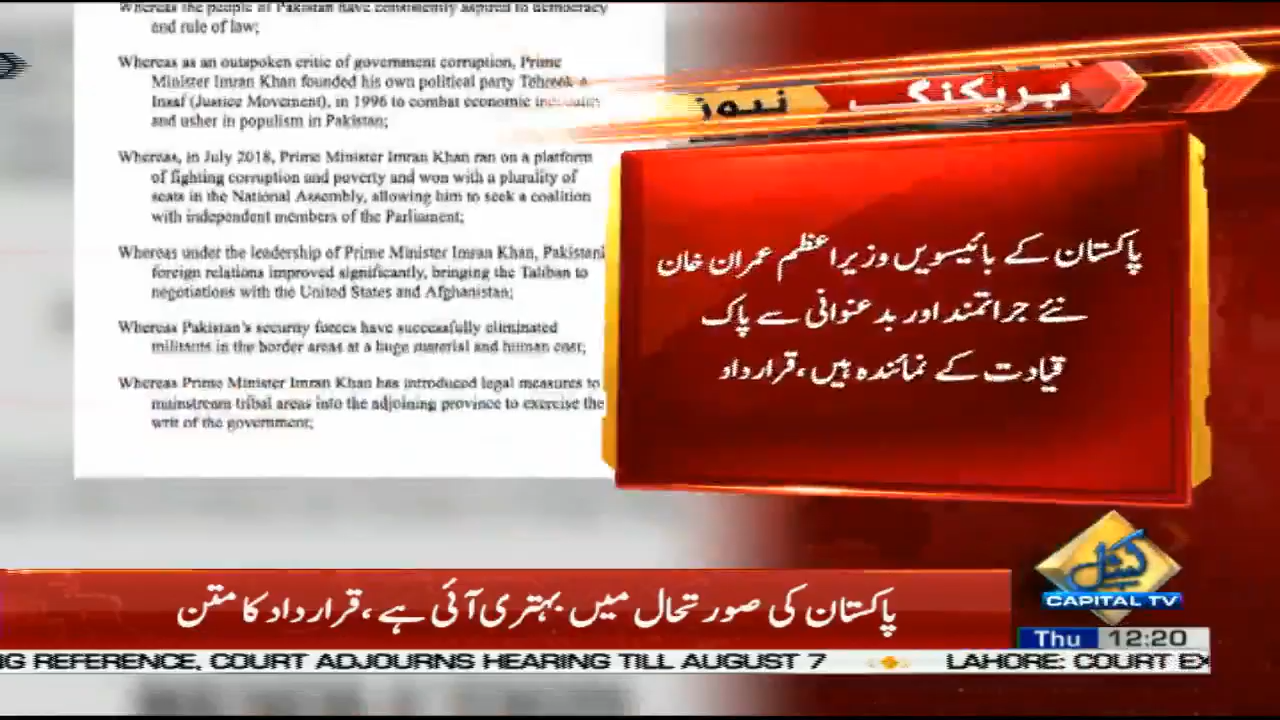 Whereas the people of Pakistan have consistently aspired to democracy
and rule of law;
Whereas as an outspoken critic of government corruption, Prime
Minister Imran Khan founded his own political party Tehreek-e
Insaf (Justice Movement), in 1996 to combat economic inequality
and usher in populism in Pakistan;
Whereas, in July 2018, Prime Minister Imran Khan ran on a platform
of fighting corruption and poverty and won with a plurality of
seats in the National Assembly, allowing him to seek a coalition
with independent members of the Parliament;
Whereas under the leadership of Prime Minister Imran Khan, Pakistani
foreign relations improved significantly, bringing the Taliban to
negotiations with the United States and Afghanistan;
Whereas Pakistan's security forces have successfully eliminated
militants in the border areas at a huge material and human cost;
Whereas Prime Minister Imran Khan has introduced legal measures to
mainstream tribal areas into the adjoining province to exercise the
writ of the government;
بریکنگ نیوز
پاکستان کے بائیسویں وزیراعظم عمران خان
نئے جراتمند اور بدعنوانی سے پاک
قیادت کے نمائندہ ہیں، قرارداد
کیپیٹل
CAPITAL TV
پاکستان کی صورتحال میں بہتری آئی ہے، قرارداد کا متن
Thu 12:20
NG REFERENCE, COURT ADJOURNS HEARING TILL AUGUST 7 LAHORE: COURT EX